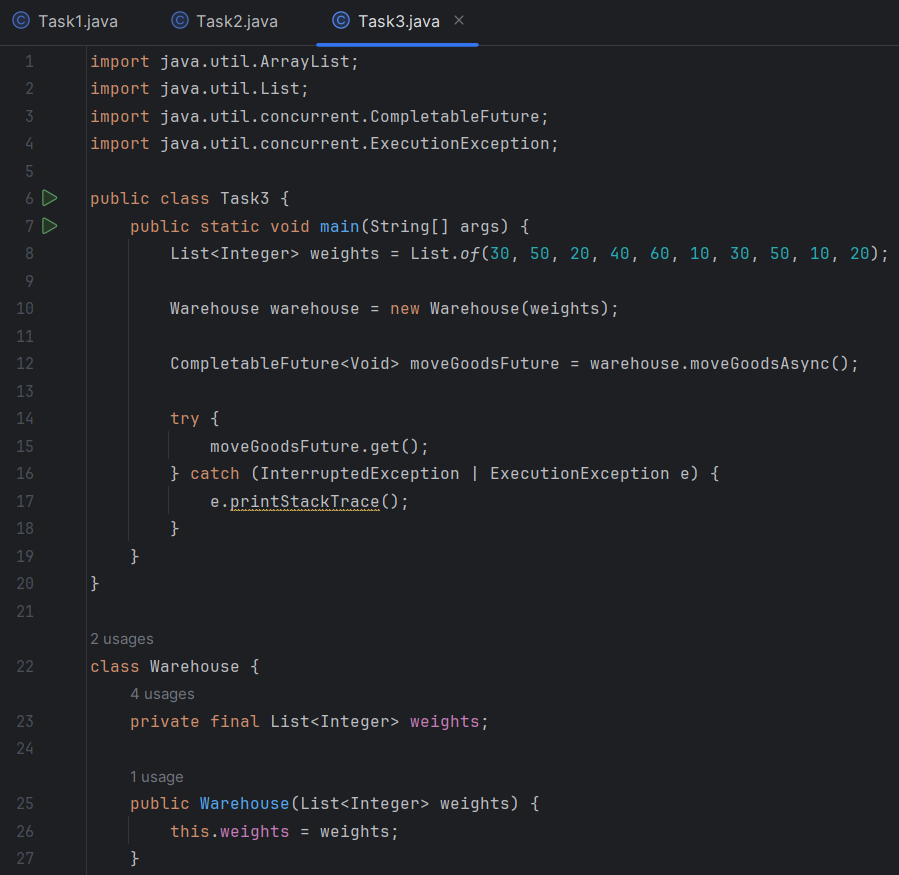 Task1.java Task2.java Task3.java
1 import java.util.ArrayList;
2 import java.util.List;
3 import java.util.concurrent.CompletableFuture;
4 import java.util.concurrent.ExecutionException;
5
6 public class Task3 {
7     public static void main(String[] args) {
8         List<Integer> weights = List.of(30, 50, 20, 40, 60, 10, 30, 50, 10, 20);
9
10         Warehouse warehouse = new Warehouse(weights);
11
12         CompletableFuture<Void> moveGoodsFuture = warehouse.moveGoodsAsync();
13
14         try {
15             moveGoodsFuture.get();
16         } catch (InterruptedException | ExecutionException e) {
17             e.printStackTrace();
18         }
19     }
20 }
21
2 usages
22 class Warehouse {
4 usages
23     private final List<Integer> weights;
24
1 usage
25     public Warehouse(List<Integer> weights) {
26         this.weights = weights;
27     }